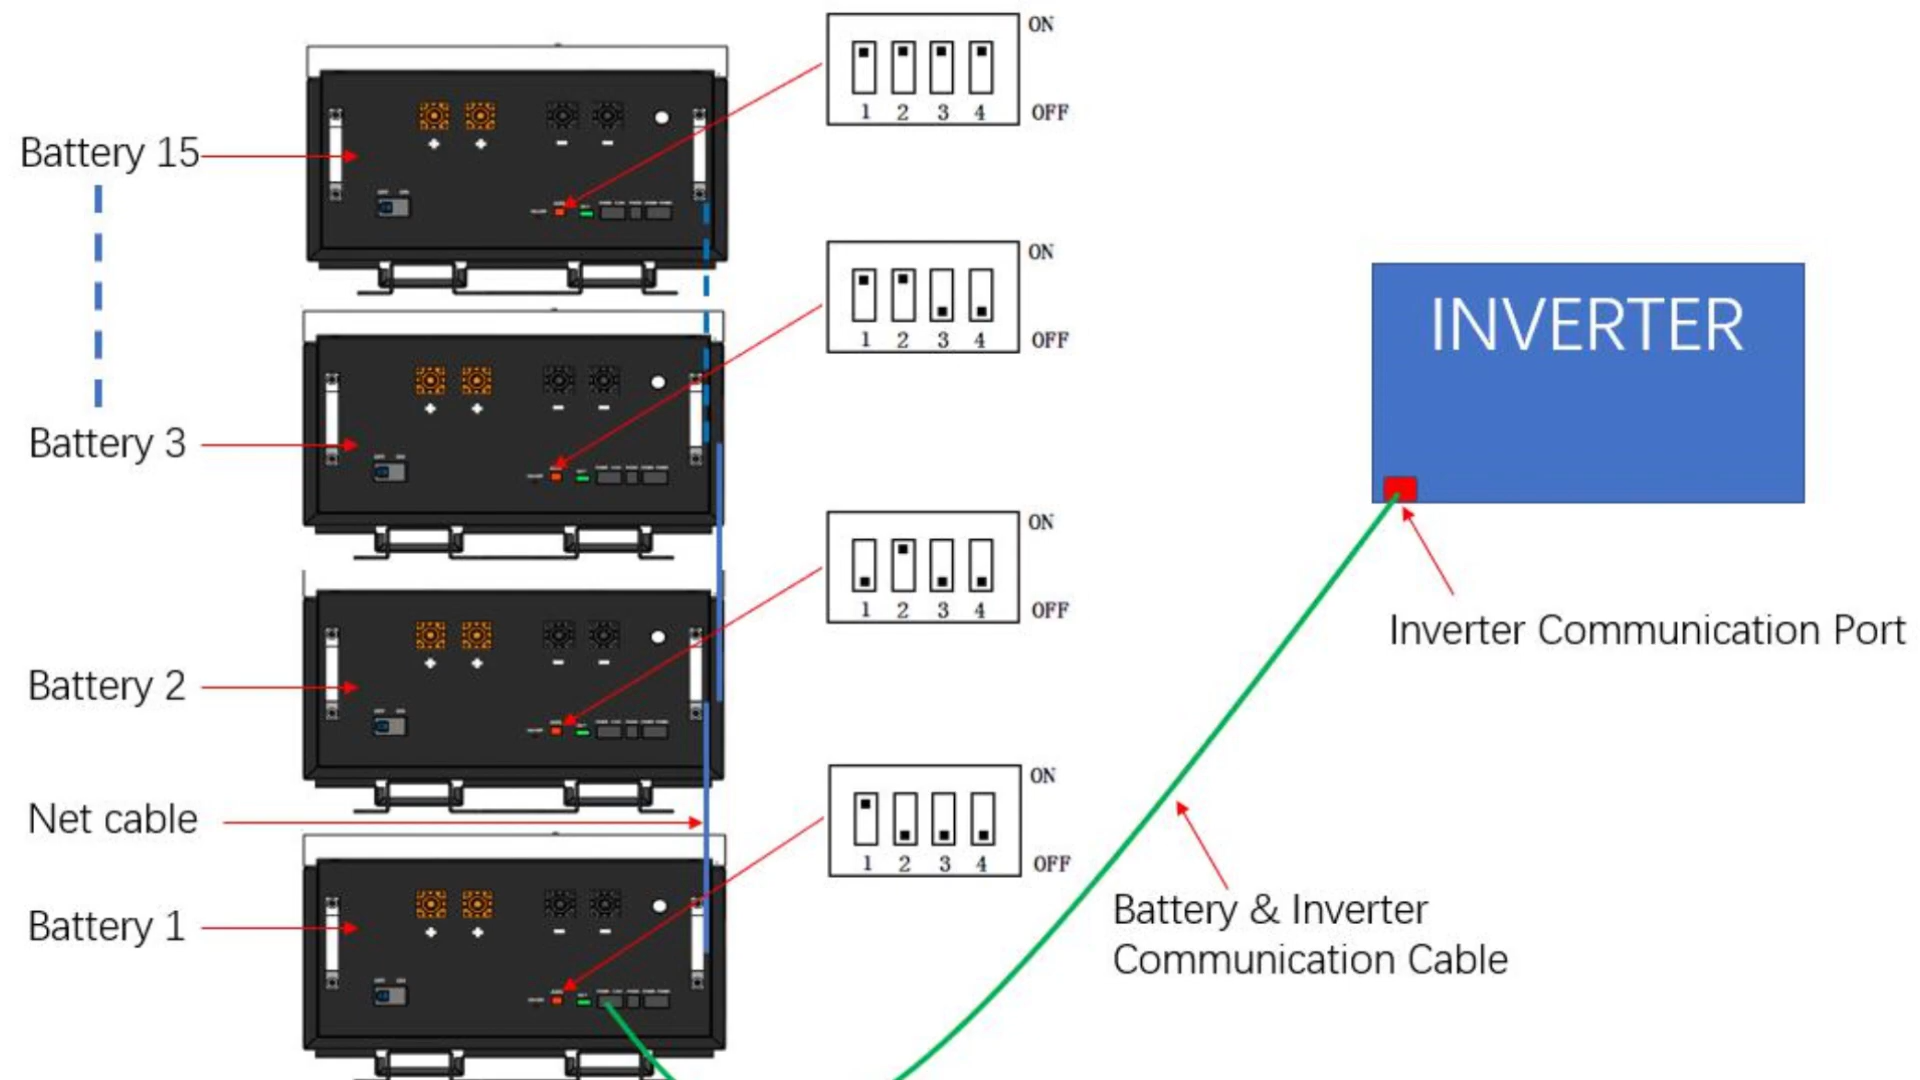 ON
1 2 3 4 OFF
Battery 15
+ + - -
ON
1 2 3 4 OFF
INVERTER
Battery 3
+ + - -
ON
1 2 3 4 OFF
Inverter Communication Port
Battery 2
+ + - -
ON
1 2 3 4 OFF
Net cable
Battery 1
+ + - -
Battery & Inverter
Communication Cable